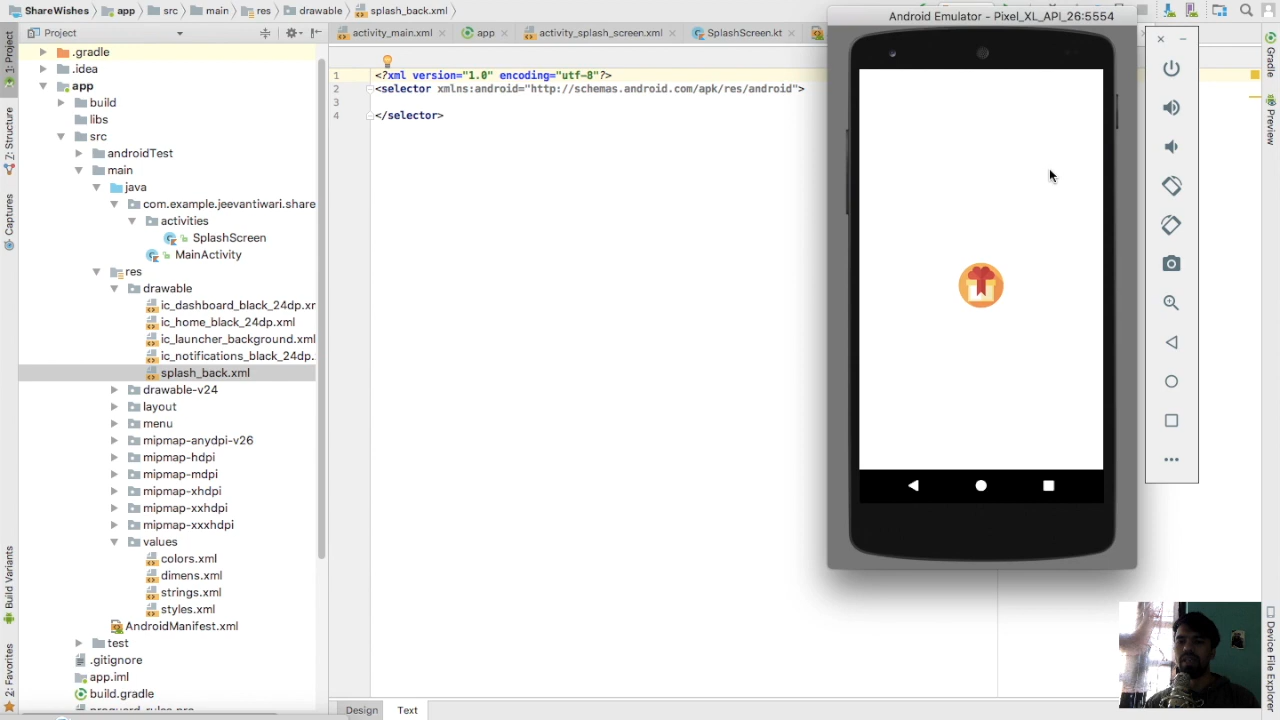 ShareWishes
app
src
main
res
drawable
splash_back.xml
Project
activity_main.xml
app
activity_splash_screen.xml
SplashScreen.kt
.gradle
.idea
app
build
libs
src
androidTest
main
java
com.example.jeevantiwari.share
activities
SplashScreen
MainActivity
res
drawable
ic_dashboard_black_24dp.xr
ic_home_black_24dp.xml
ic_launcher_background.xml
ic_notifications_black_24dp.
splash_back.xml
drawable-v24
layout
menu
mipmap-anydpi-v26
mipmap-hdpi
mipmap-mdpi
mipmap-xhdpi
mipmap-xxhdpi
mipmap-xxxhdpi
values
colors.xml
dimens.xml
strings.xml
styles.xml
AndroidManifest.xml
test
.gitignore
app.iml
build.gradle
1: Project
Z: Structure
Captures
Build Variants
2: Favorites
1 <?xml version="1.0" encoding="utf-8"?>
2 <selector xmlns:android="http://schemas.android.com/apk/res/android">
3
4 </selector>
Design
Text
Android Emulator - Pixel_XL_API_26:5554
Gradle
Preview
Device File Explorer